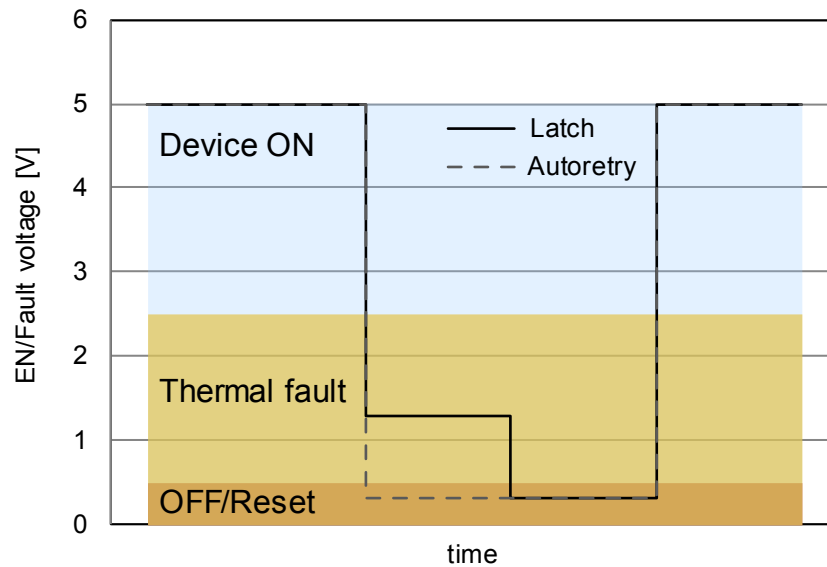 6
5
4
3
2
1
0
EN/Fault voltage [V]
Device ON
Latch
Autoretry
Thermal fault
OFF/Reset
time